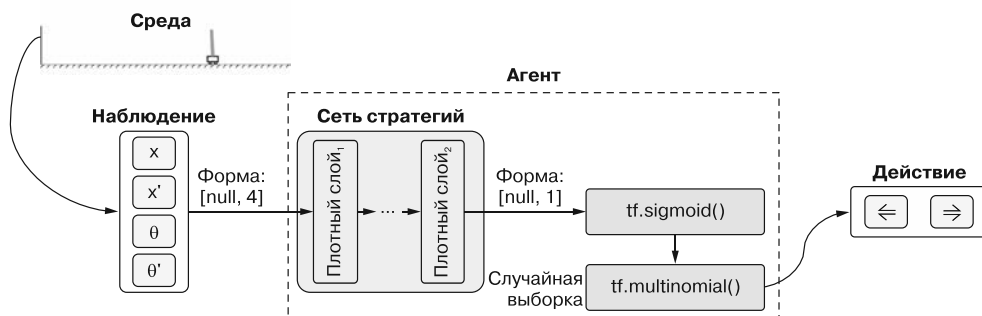 Среда
Агент
Наблюдение
x
x'
θ
θ'
Форма:
[null, 4]
Сеть стратегий
Плотный слой₁
...
Плотный слой₂
Форма:
[null, 1]
tf.sigmoid()
Случайная
выборка
tf.multinomial()
Действие
⇐
⇒